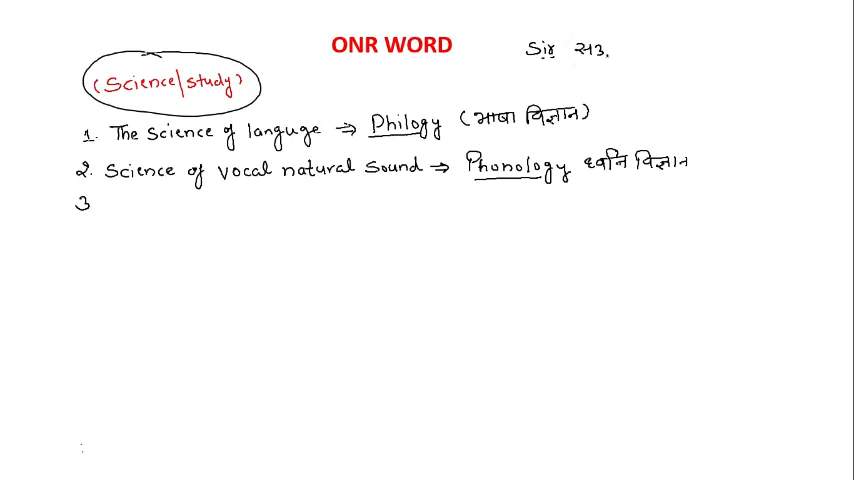 ONR WORD
Sir
(Science/study)
1. The Science of languge → Philogy (भाषा विज्ञान)
2. Science of vocal natural Sound → Phonology ध्वनि विज्ञान
3